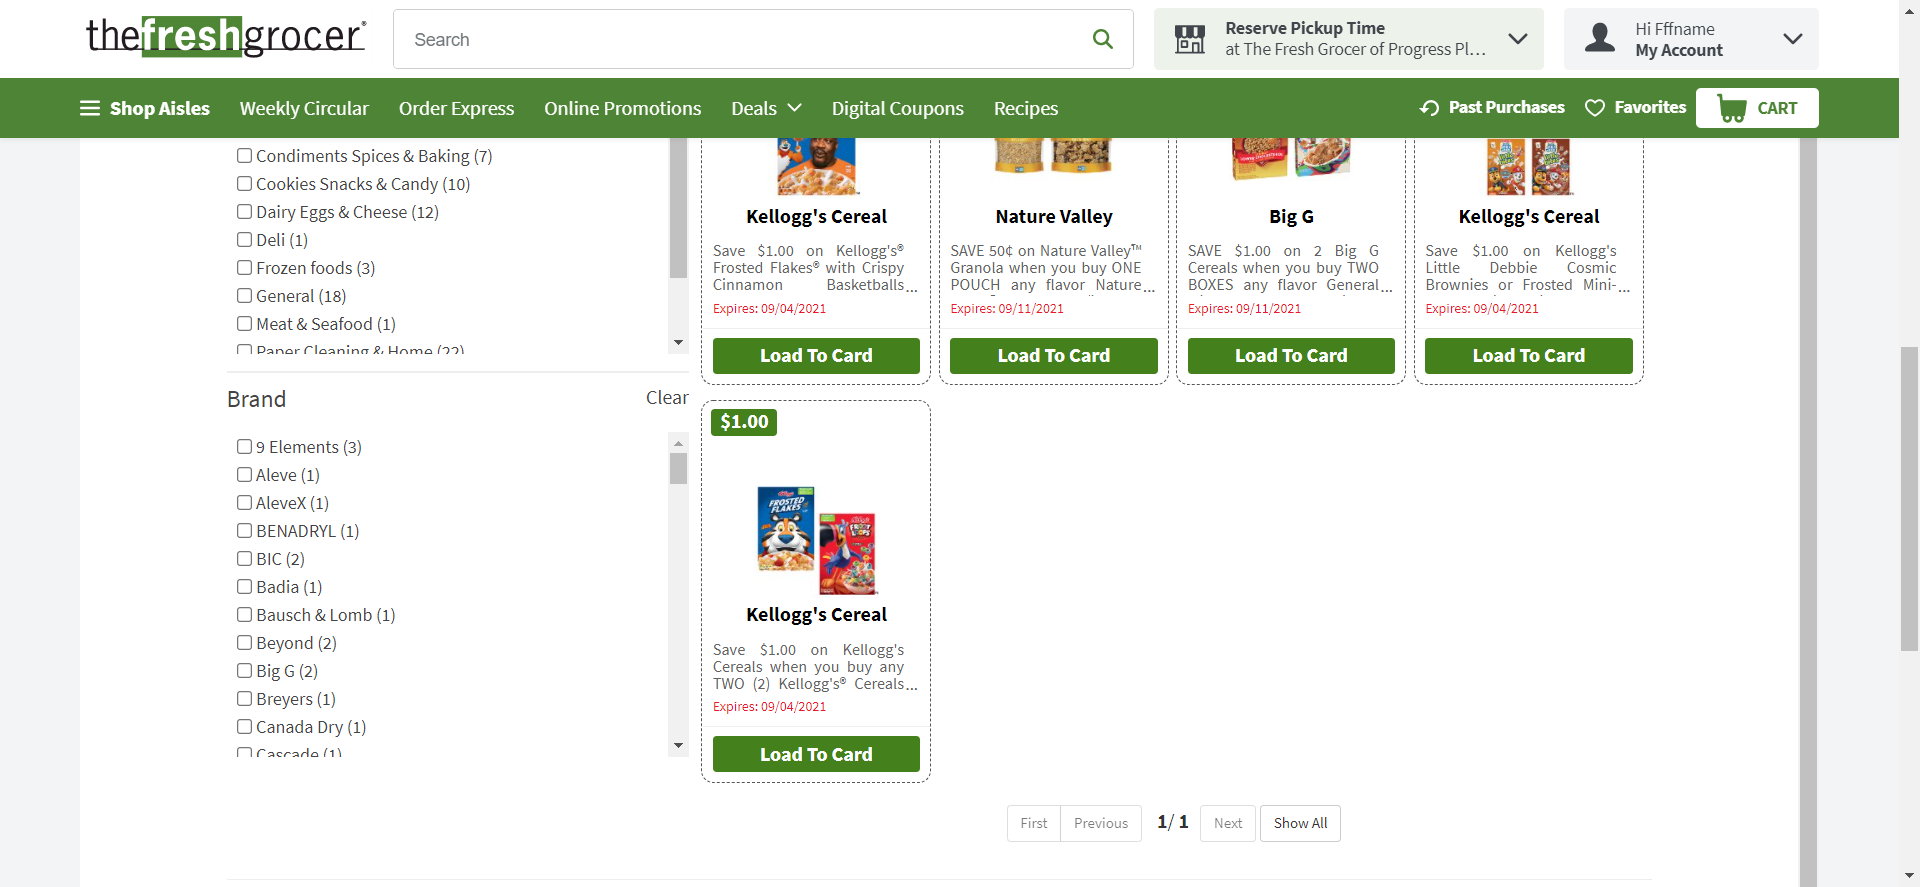 thefreshgrocer®
Search
Reserve Pickup Time
at The Fresh Grocer of Progress Pl...
Hi Fffname
My Account
Shop Aisles
Weekly Circular
Order Express
Online Promotions
Deals
Digital Coupons
Recipes
Past Purchases
Favorites
CART
Condiments Spices & Baking (7)
Cookies Snacks & Candy (10)
Dairy Eggs & Cheese (12)
Deli (1)
Frozen foods (3)
General (18)
Meat & Seafood (1)
Paper Cleaning & Home (22)
Brand
Clear
9 Elements (3)
Aleve (1)
AleveX (1)
BENADRYL (1)
BIC (2)
Badia (1)
Bausch & Lomb (1)
Beyond (2)
Big G (2)
Breyers (1)
Canada Dry (1)
Cascade (1)
Kellogg's Cereal
Save $1.00 on Kellogg's®
Frosted Flakes® with Crispy
Cinnamon Basketballs...
Expires: 09/04/2021
Load To Card
Nature Valley
SAVE 50¢ on Nature Valley™
Granola when you buy ONE
POUCH any flavor Nature...
Expires: 09/11/2021
Load To Card
Big G
SAVE $1.00 on 2 Big G
Cereals when you buy TWO
BOXES any flavor General...
Expires: 09/11/2021
Load To Card
Kellogg's Cereal
Save $1.00 on Kellogg's
Little Debbie Cosmic
Brownies or Frosted Mini-...
Expires: 09/04/2021
Load To Card
$1.00
Kellogg's
FROSTED
FLAKES
FROOT
LOOPS
Kellogg's Cereal
Save $1.00 on Kellogg's
Cereals when you buy any
TWO (2) Kellogg's® Cereals...
Expires: 09/04/2021
Load To Card
First
Previous
1/ 1
Next
Show All